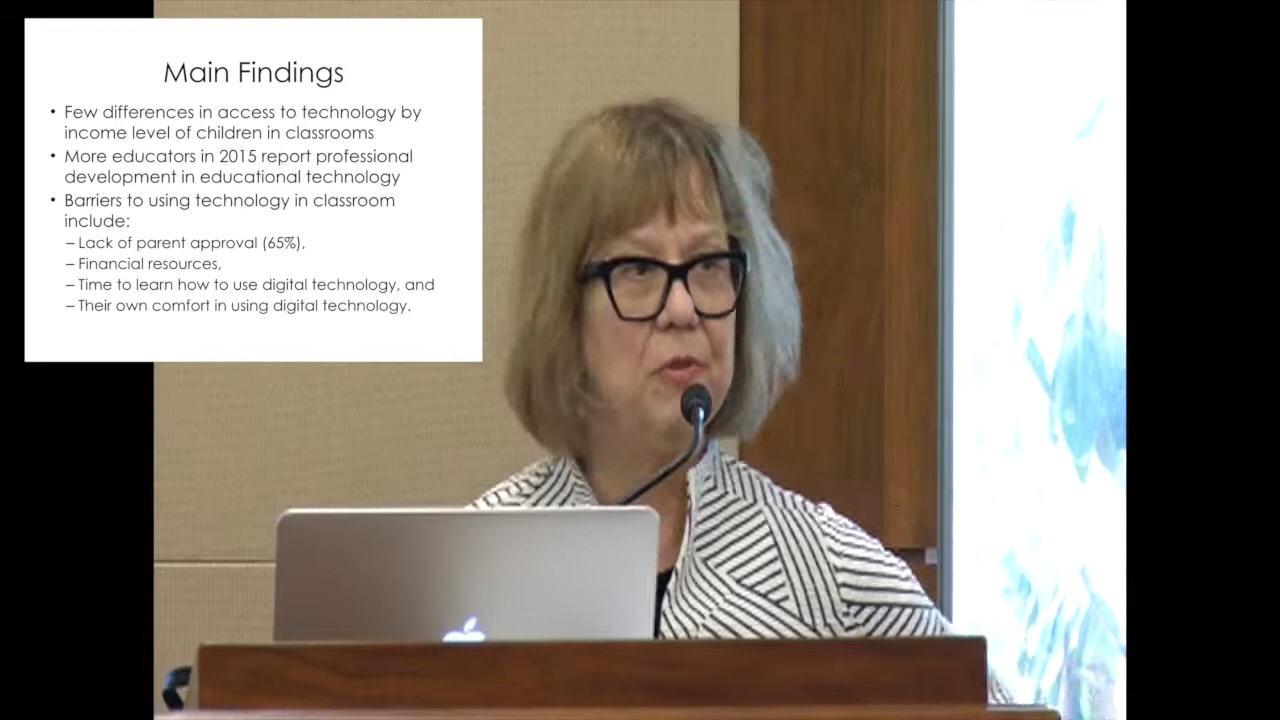 Main Findings
• Few differences in access to technology by
income level of children in classrooms
• More educators in 2015 report professional
development in educational technology
• Barriers to using technology in classroom
include:
– Lack of parent approval (65%),
– Financial resources,
– Time to learn how to use digital technology, and
– Their own comfort in using digital technology.